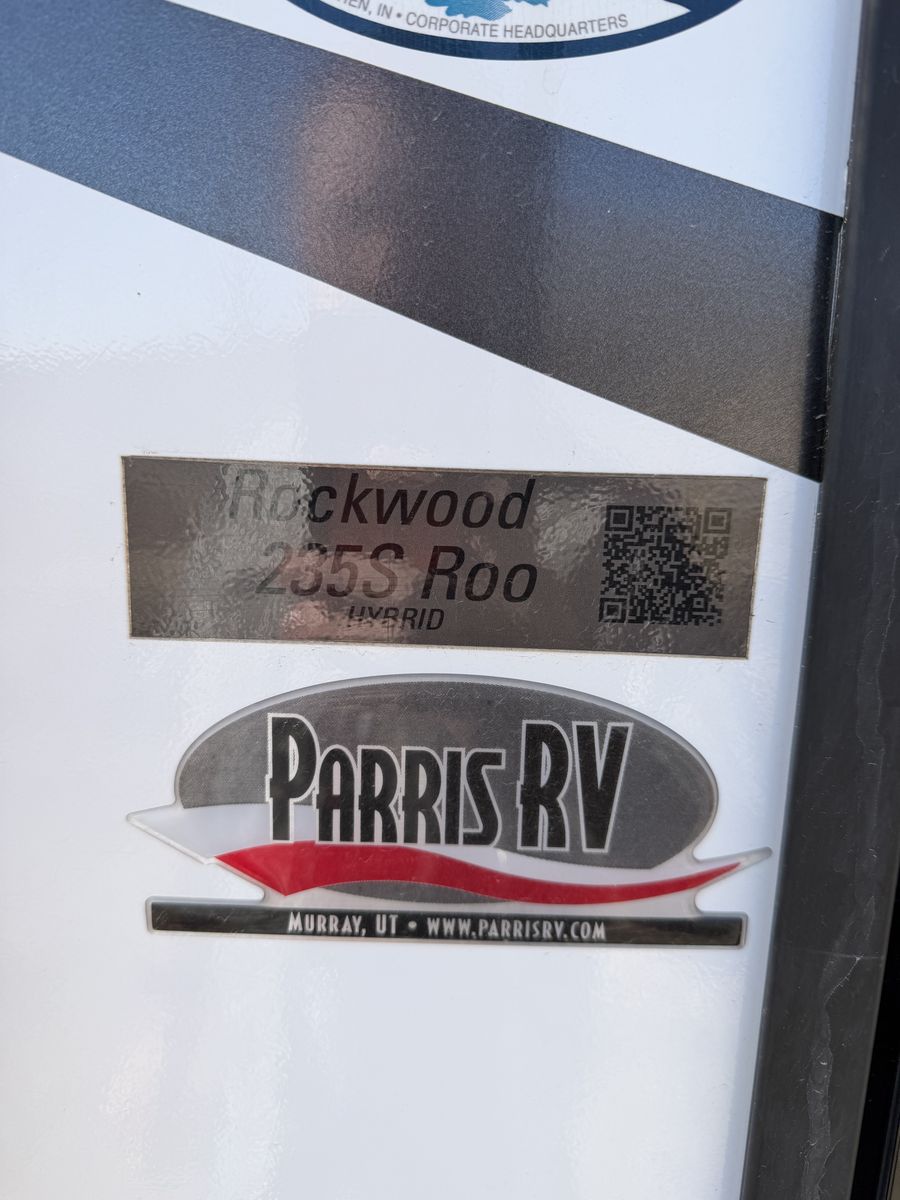 IN • CORPORATE HEADQUARTERS
Rockwood
235S Roo
HYBRID
PARRIS RV
MURRAY, UT • WWW.PARRISRV.COM